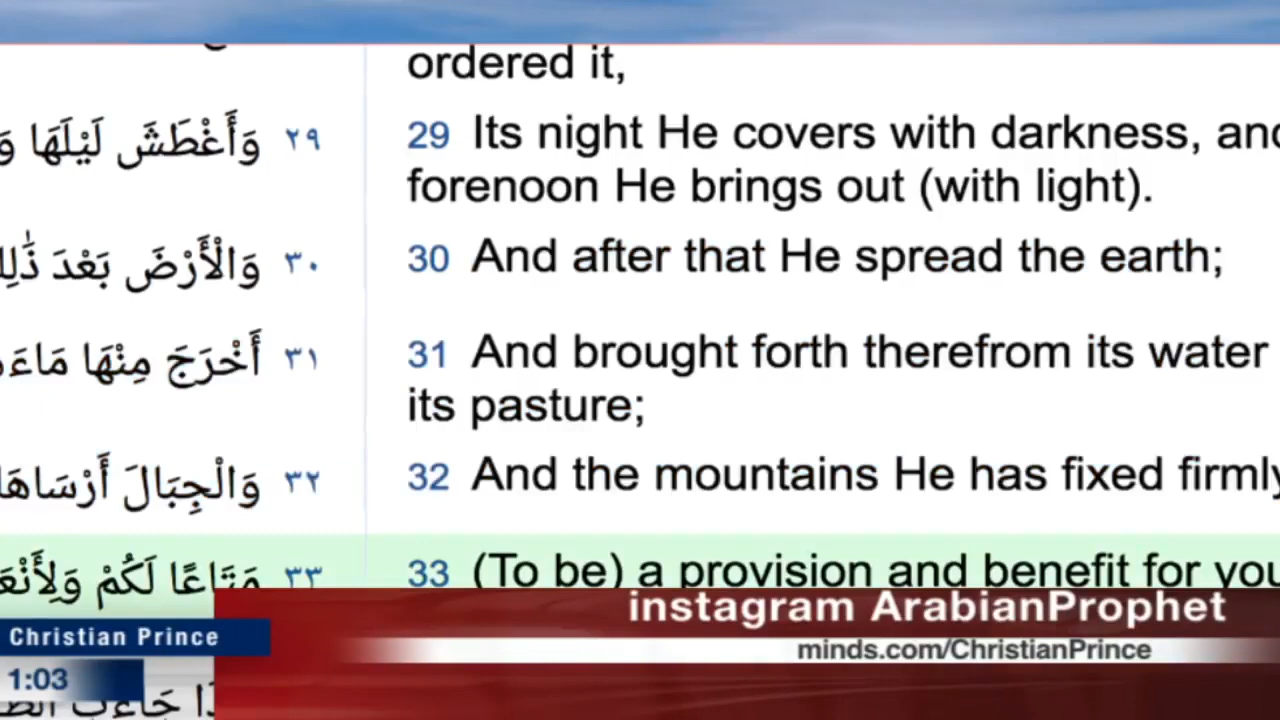 ordered it,
٢٩ وَأَغْطَشَ لَيْلَهَا
29 Its night He covers with darkness, and
forenoon He brings out (with light).
٣٠ وَالْأَرْضَ بَعْدَ
30 And after that He spread the earth;
٣١ أَخْرَجَ مِنْهَا
31 And brought forth therefrom its water
its pasture;
٣٢ وَالْجِبَالَ أَرْسَاهَا
32 And the mountains He has fixed firmly
٣٣ مَتَاعًا لَكُمْ
33 (To be) a provision and benefit for you
instagram ArabianProphet
Christian Prince
minds.com/ChristianPrince
1:03